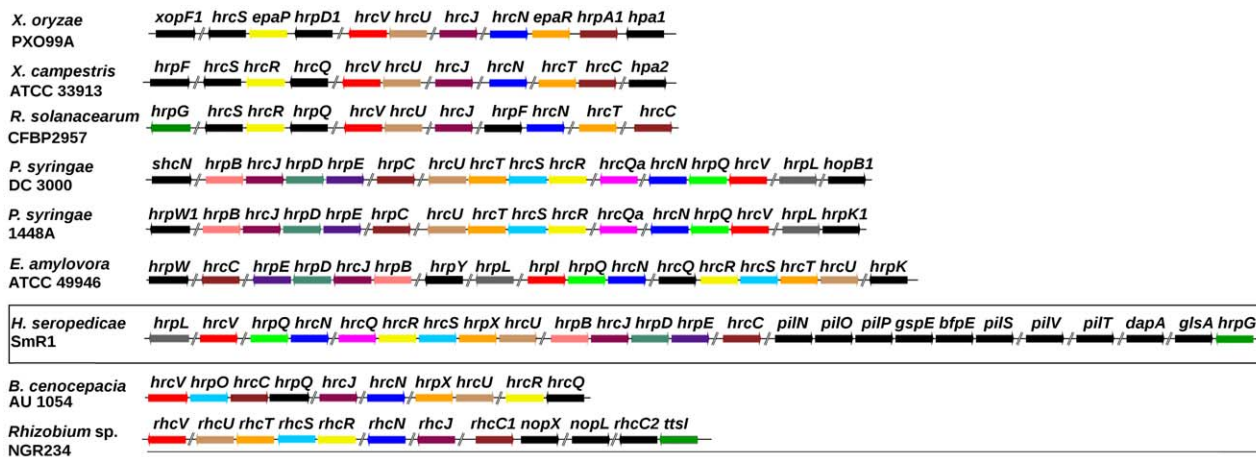 X. oryzae xopF1 hrcS epaP hrpD1 hrcV hrcU hrcJ hrcN epaR hrpA1 hpa1
PXO99A
X. campestris hrpF hrcS hrcR hrcQ hrcV hrcU hrcJ hrcN hrcT hrcC hpa2
ATCC 33913
R. solanacearum hrpG hrcS hrcR hrpQ hrcV hrcU hrcJ hrpF hrcN hrcT hrcC
CFBP2957
P. syringae shcN hrpB hrcJ hrpD hrpE hrpC hrcU hrcT hrcS hrcR hrcQa hrcN hrpQ hrcV hrpL hopB1
DC 3000
P. syringae hrpW1 hrpB hrcJ hrpD hrpE hrpC hrcU hrcT hrcS hrcR hrcQa hrcN hrpQ hrcV hrpL hrpK1
1448A
E. amylovora hrpW hrcC hrpE hrpD hrcJ hrpB hrpY hrpL hrpI hrpQ hrcN hrcQ hrcR hrcS hrcT hrcU hrpK
ATCC 49946
H. seropedicae hrpL hrcV hrpQ hrcN hrcQ hrcR hrcS hrpX hrcU hrpB hrcJ hrpD hrpE hrcC pilN pilO pilP gspE bfpE pilS pilV pilT dapA glsA hrpG
SmR1
B. cenocepacia hrcV hrpO hrcC hrpQ hrcJ hrcN hrpX hrcU hrcR hrcQ
AU 1054
Rhizobium sp. rhcV rhcU rhcT rhcS rhcR rhcN rhcJ rhcC1 nopX nopL rhcC2 ttsI
NGR234